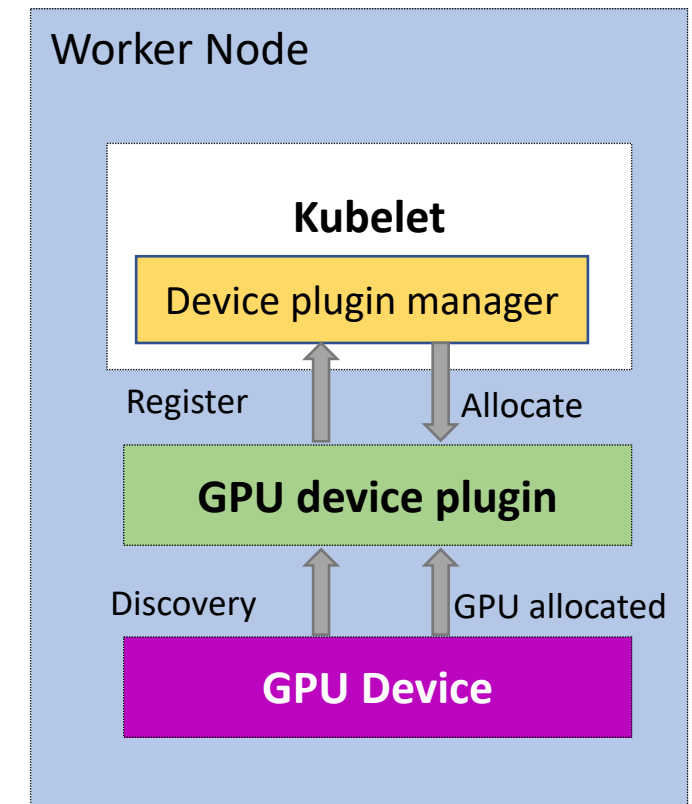 Worker Node
Kubelet
Device plugin manager
Register
Allocate
GPU device plugin
Discovery
GPU allocated
GPU Device